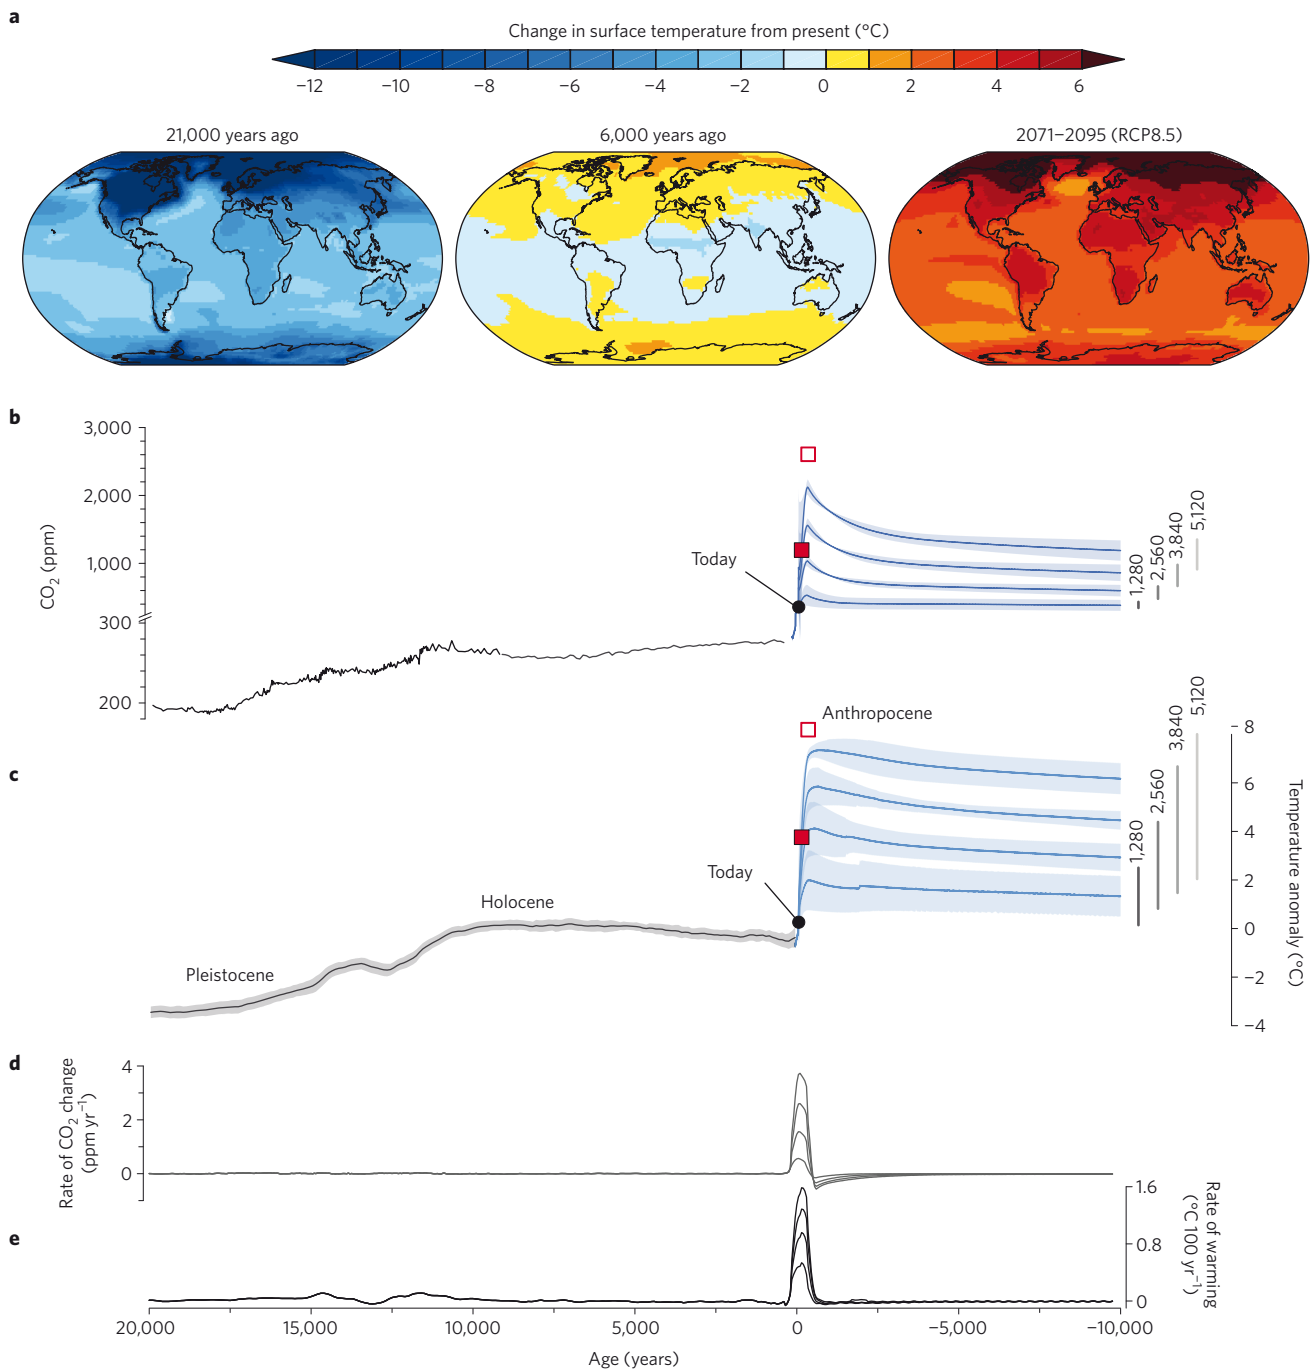 a
Change in surface temperature from present (°C)
−12 −10 −8 −6 −4 −2 0 2 4 6
21,000 years ago
6,000 years ago
2071–2095 (RCP8.5)
b
3,000
2,000
1,000
300
200
CO2 (ppm)
Today
1,280
2,560
3,840
5,120
Anthropocene
c
Today
Holocene
Pleistocene
1,280
2,560
3,840
5,120
8
6
4
2
0
−2
−4
Temperature anomaly (°C)
d
Rate of CO2 change
(ppm yr−1)
4
2
0
e
1.6
0.8
0
Rate of warming
(°C 100 yr−1)
20,000 15,000 10,000 5,000 0 −5,000 −10,000
Age (years)